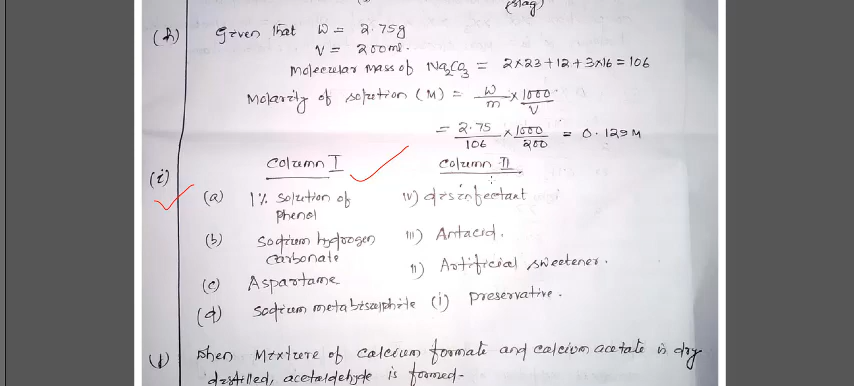 (slag)
(h) Given that W = 2.75g
V = 200ml.
Molecular mass of Na2CO3 = 2×23+12+3×16 = 106
Molarity of solution (M) = W/m × 1000/V
= 2.75/106 × 1000/200 = 0.129 M
(i) Column I Column II
(a) 1% solution of phenol iv) disinfectant
(b) Sodium hydrogen carbonate iii) Antacid.
(c) Aspartame ii) Artificial sweetener.
(d) Sodium metabisulphite (i) Preservative.
(j) When Mixture of calcium formate and calcium acetate is dry
distilled, acetaldehyde is formed.